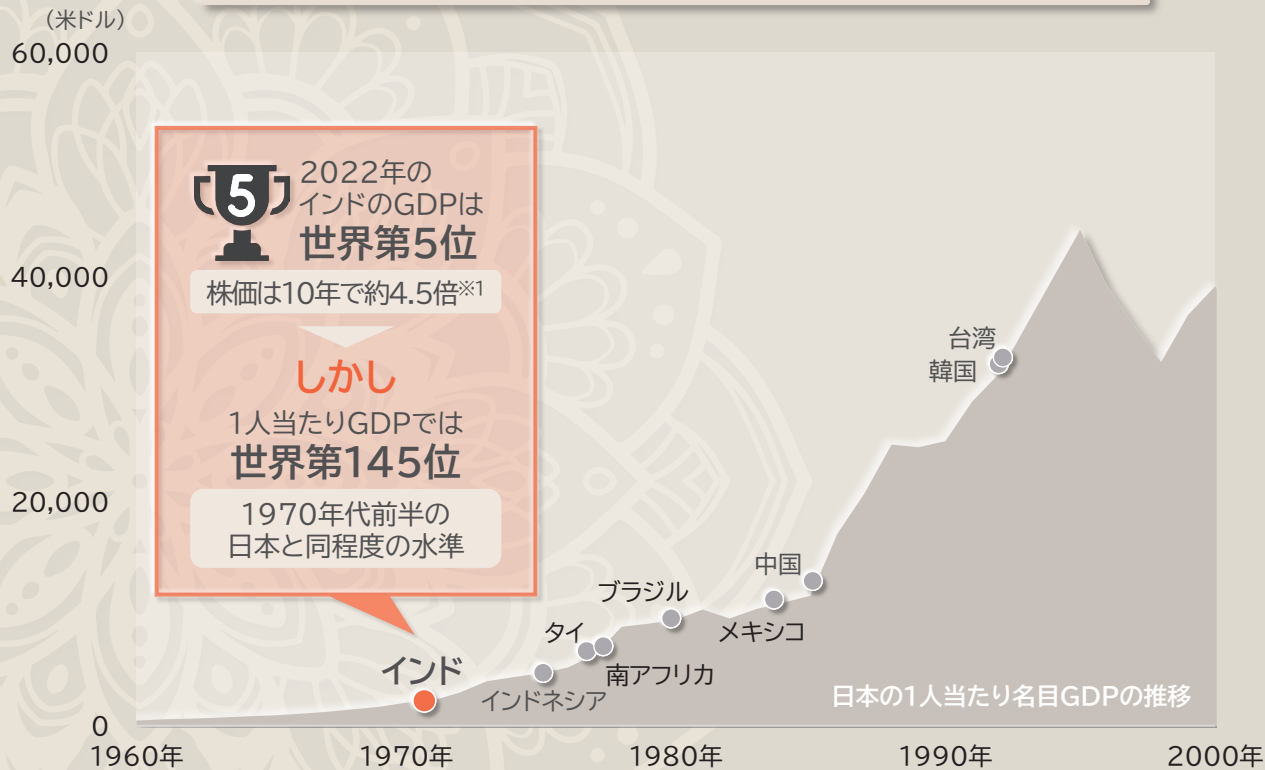 （米ドル）
60,000
40,000
20,000
0
5
2022年の
インドのGDPは
世界第5位
株価は10年で約4.5倍※1
しかし
1人当たりGDPでは
世界第145位
1970年代前半の
日本と同程度の水準
台湾
韓国
中国
ブラジル
メキシコ
タイ
南アフリカ
インド
インドネシア
日本の1人当たり名目GDPの推移
1960年
1970年
1980年
1990年
2000年